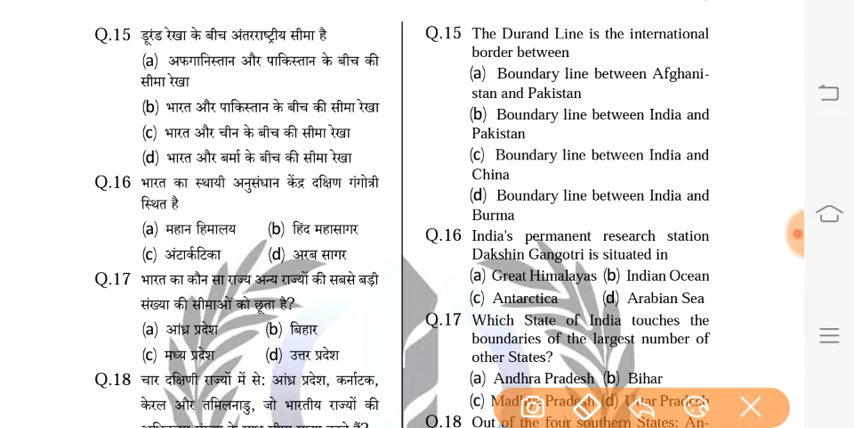 Q.15 डूरंड रेखा के बीच अंतरराष्ट्रीय सीमा है
(a) अफगानिस्तान और पाकिस्तान के बीच की
सीमा रेखा
(b) भारत और पाकिस्तान के बीच की सीमा रेखा
(c) भारत और चीन के बीच की सीमा रेखा
(d) भारत और बर्मा के बीच की सीमा रेखा
Q.16 भारत का स्थायी अनुसंधान केंद्र दक्षिण गंगोत्री
स्थित है
(a) महान हिमालय (b) हिंद महासागर
(c) अंटार्कटिका (d) अरब सागर
Q.17 भारत का कौन सा राज्य अन्य राज्यों की सबसे बड़ी
संख्या की सीमाओं को छूता है?
(a) आंध्र प्रदेश (b) बिहार
(c) मध्य प्रदेश (d) उत्तर प्रदेश
Q.18 चार दक्षिणी राज्यों में से: आंध्र प्रदेश, कर्नाटक,
केरल और तमिलनाडु, जो भारतीय राज्यों की
Q.15 The Durand Line is the international
border between
(a) Boundary line between Afghani-
stan and Pakistan
(b) Boundary line between India and
Pakistan
(c) Boundary line between India and
China
(d) Boundary line between India and
Burma
Q.16 India's permanent research station
Dakshin Gangotri is situated in
(a) Great Himalayas (b) Indian Ocean
(c) Antarctica (d) Arabian Sea
Q.17 Which State of India touches the
boundaries of the largest number of
other States?
(a) Andhra Pradesh (b) Bihar
(c) Madhya Pradesh (d) Uttar Pradesh
Q.18 Out of the four southern States: An-